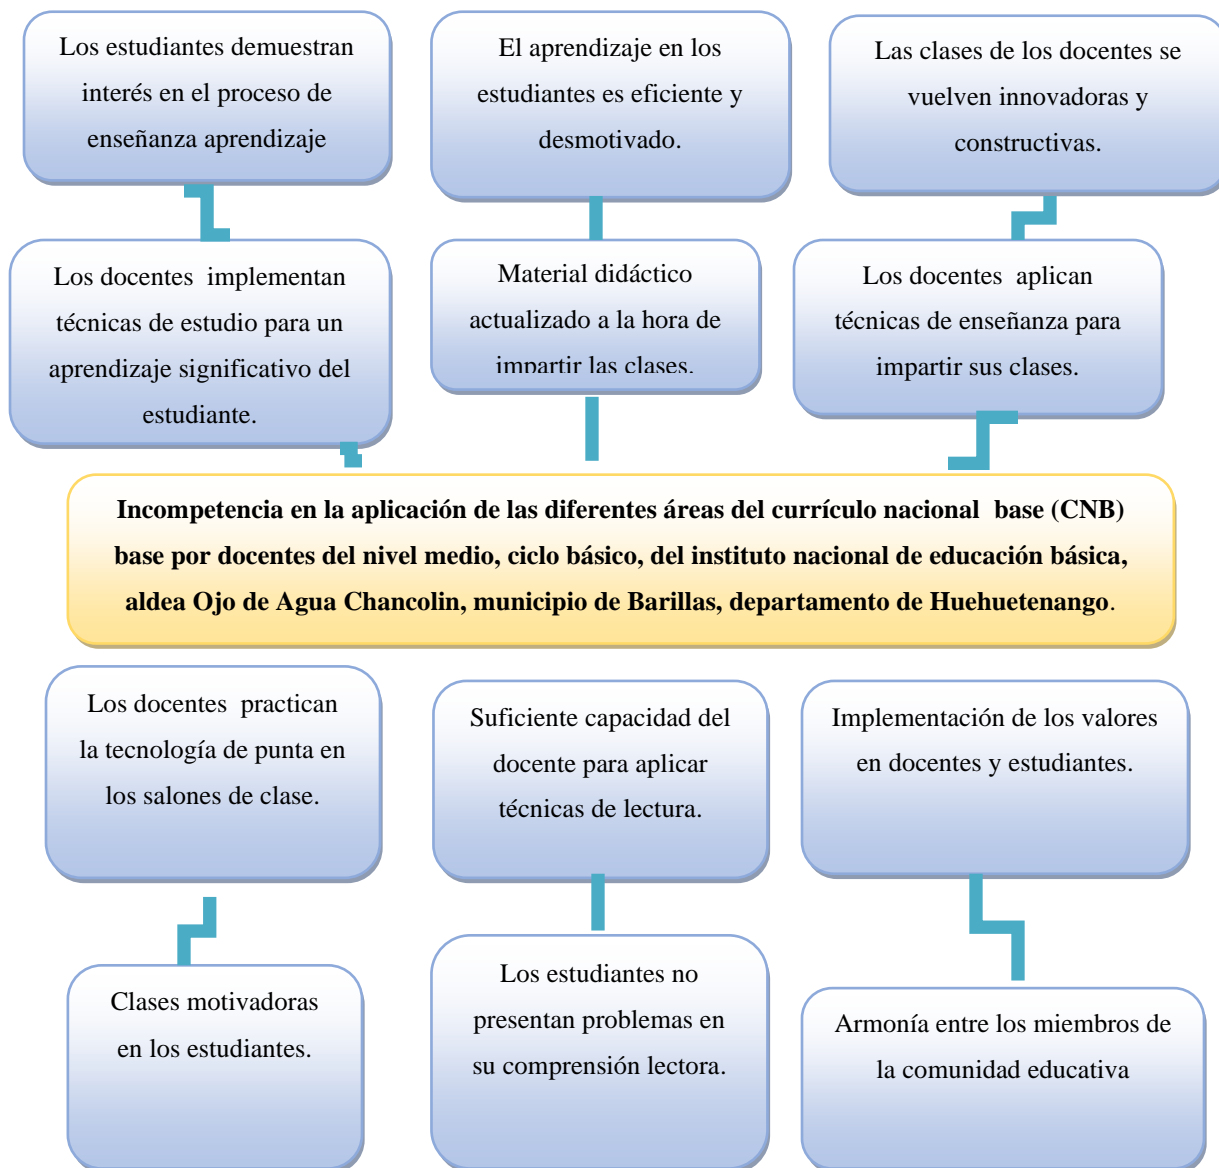 Los estudiantes demuestran
interés en el proceso de
enseñanza aprendizaje
El aprendizaje en los
estudiantes es eficiente y
desmotivado.
Las clases de los docentes se
vuelven innovadoras y
constructivas.
Los docentes  implementan
técnicas de estudio para un
aprendizaje significativo del
estudiante.
Material didáctico
actualizado a la hora de
impartir las clases.
Los docentes  aplican
técnicas de enseñanza para
impartir sus clases.
Incompetencia en la aplicación de las diferentes áreas del currículo nacional  base (CNB)
base por docentes del nivel medio, ciclo básico, del instituto nacional de educación básica,
aldea Ojo de Agua Chancolin, municipio de Barillas, departamento de Huehuetenango.
Los docentes  practican
la tecnología de punta en
los salones de clase.
Suficiente capacidad del
docente para aplicar
técnicas de lectura.
Implementación de los valores
en docentes y estudiantes.
Clases motivadoras
en los estudiantes.
Los estudiantes no
presentan problemas en
su comprensión lectora.
Armonía entre los miembros de
la comunidad educativa